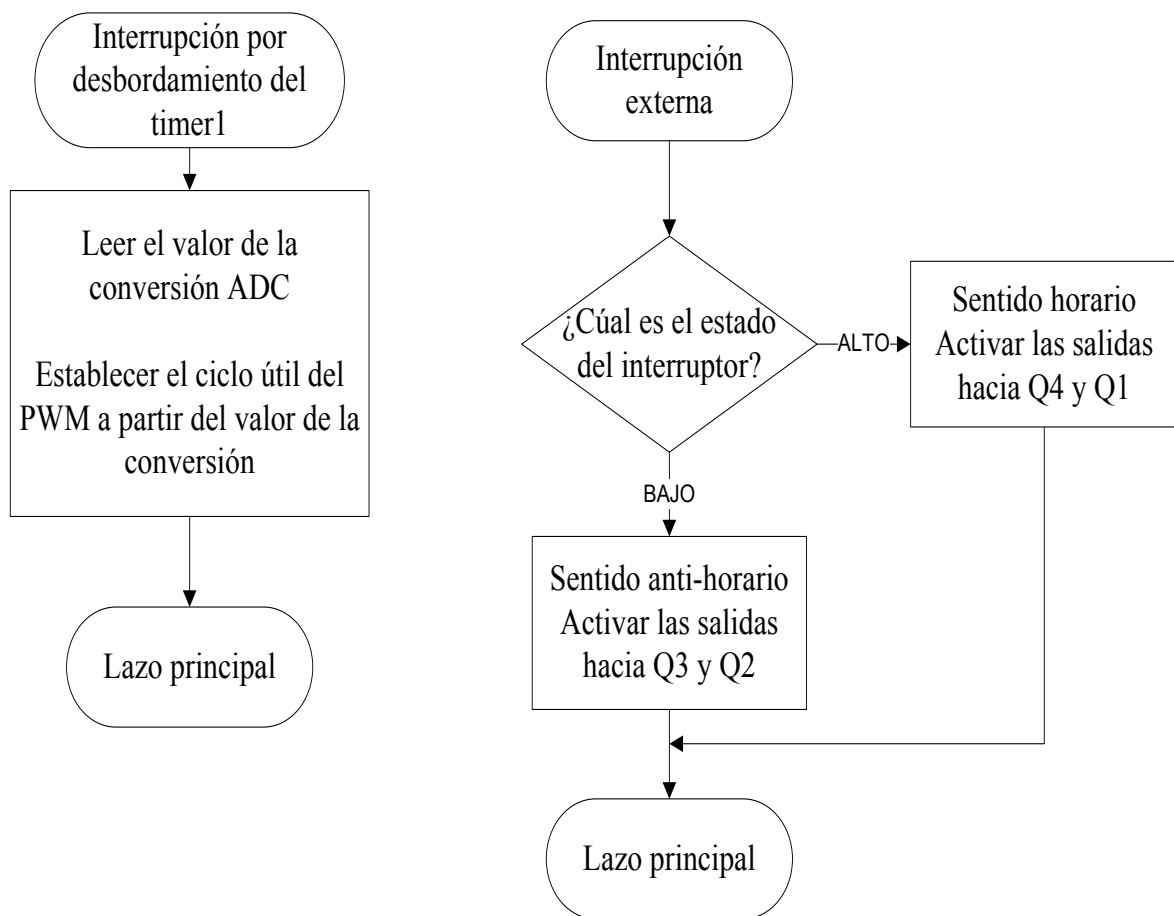 Interrupción por
desbordamiento del
timer1
Leer el valor de la
conversión ADC
Establecer el ciclo útil del
PWM a partir del valor de la
conversión
Lazo principal
Interrupción
externa
¿Cúal es el estado
del interruptor?
ALTO
Sentido horario
Activar las salidas
hacia Q4 y Q1
BAJO
Sentido anti-horario
Activar las salidas
hacia Q3 y Q2
Lazo principal